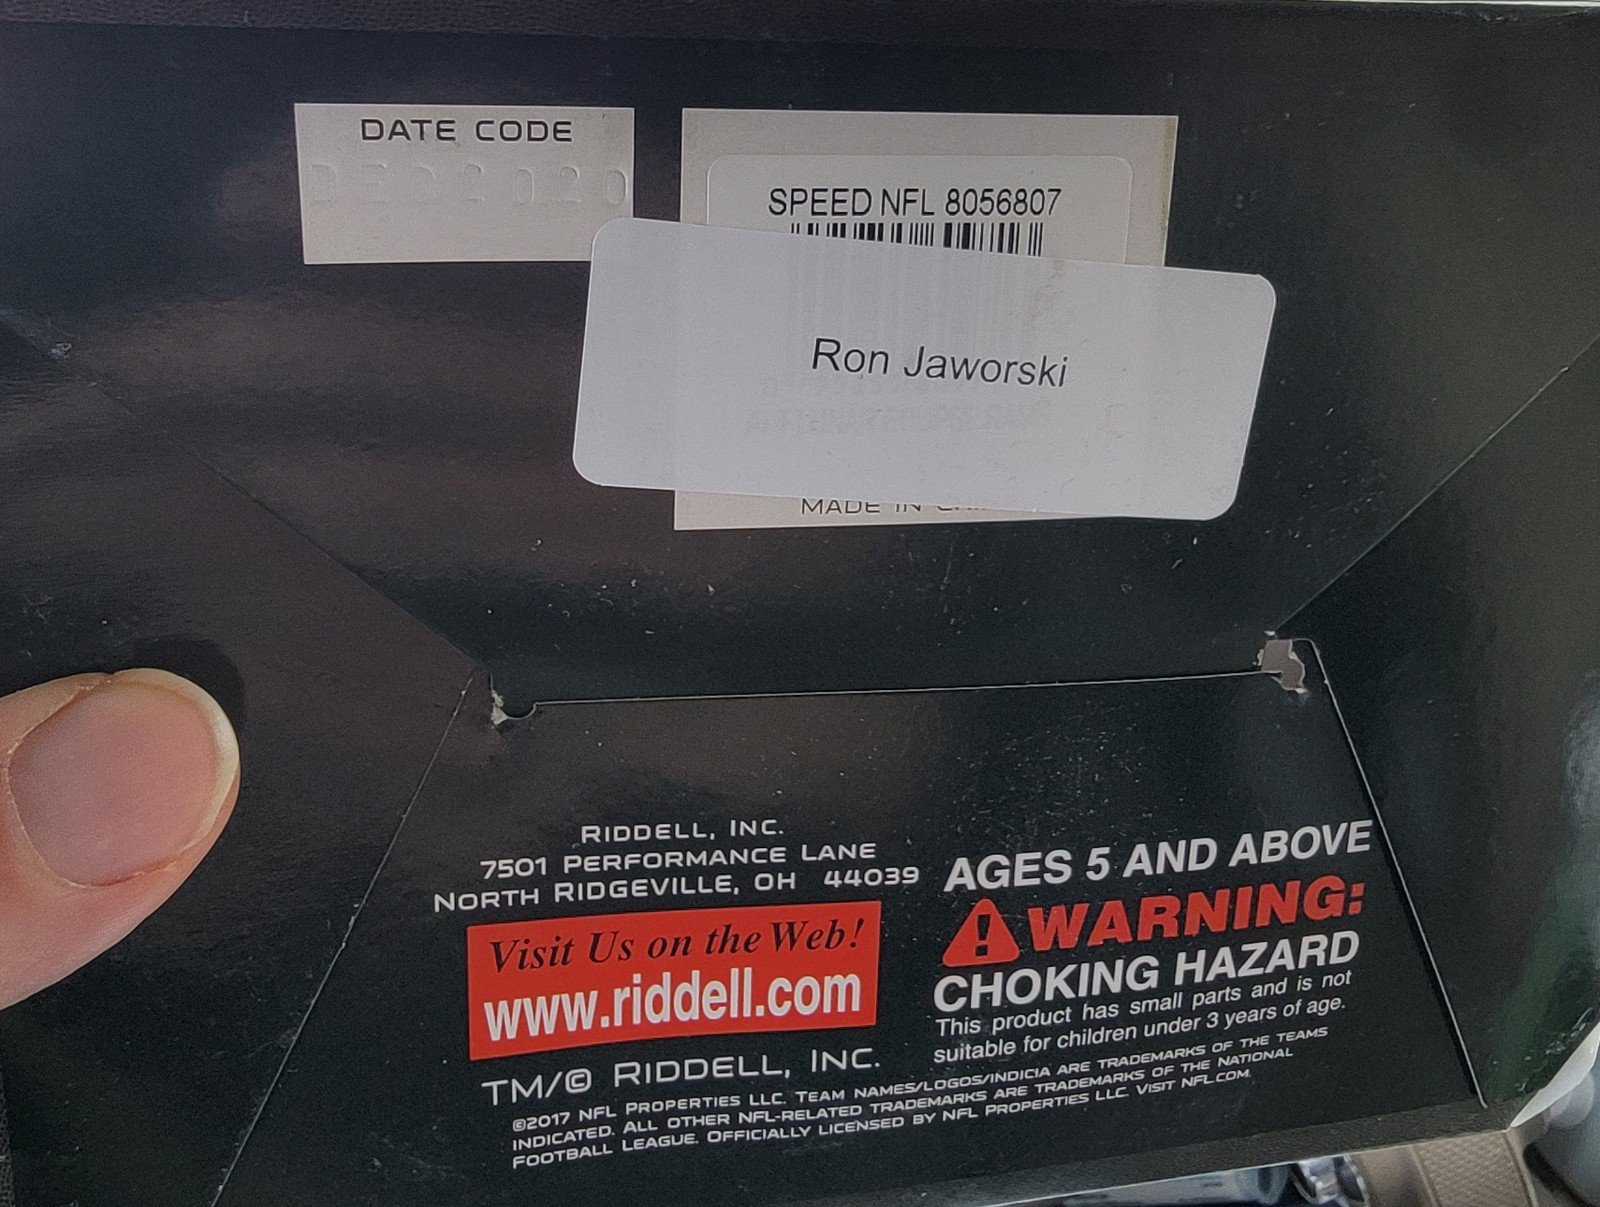 DATE CODE
SPEED NFL 8056807
Ron Jaworski
MADE IN
RIDDELL, INC.
7501 PERFORMANCE LANE
NORTH RIDGEVILLE, OH 44039
Visit Us on the Web!
www.riddell.com
TM/© RIDDELL, INC.
AGES 5 AND ABOVE
WARNING:
CHOKING HAZARD
This product has small parts and is not
suitable for children under 3 years of age.
©2017 NFL PROPERTIES LLC. TEAM NAMES/LOGOS/INDICIA ARE TRADEMARKS OF THE TEAMS
INDICATED. ALL OTHER NFL-RELATED TRADEMARKS ARE TRADEMARKS OF THE NATIONAL
FOOTBALL LEAGUE. OFFICIALLY LICENSED BY NFL PROPERTIES LLC. VISIT NFL.COM.